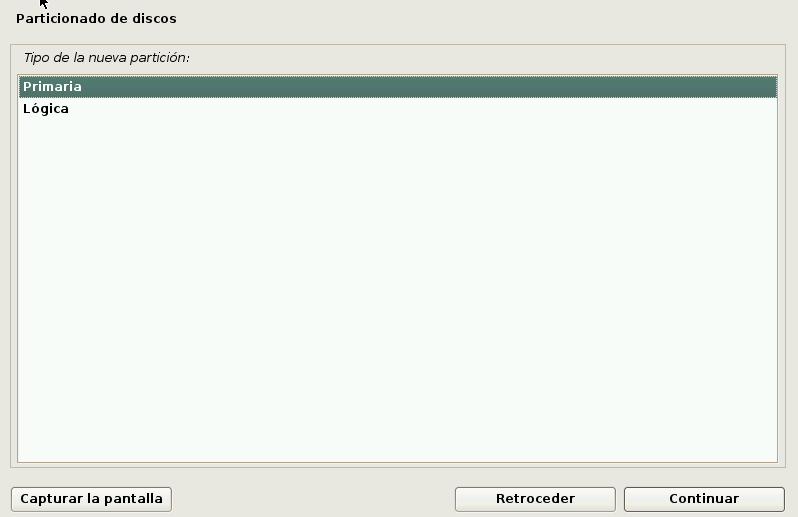 Particionado de discos
Tipo de la nueva partición:
Primaria
Lógica
Capturar la pantalla
Retroceder
Continuar